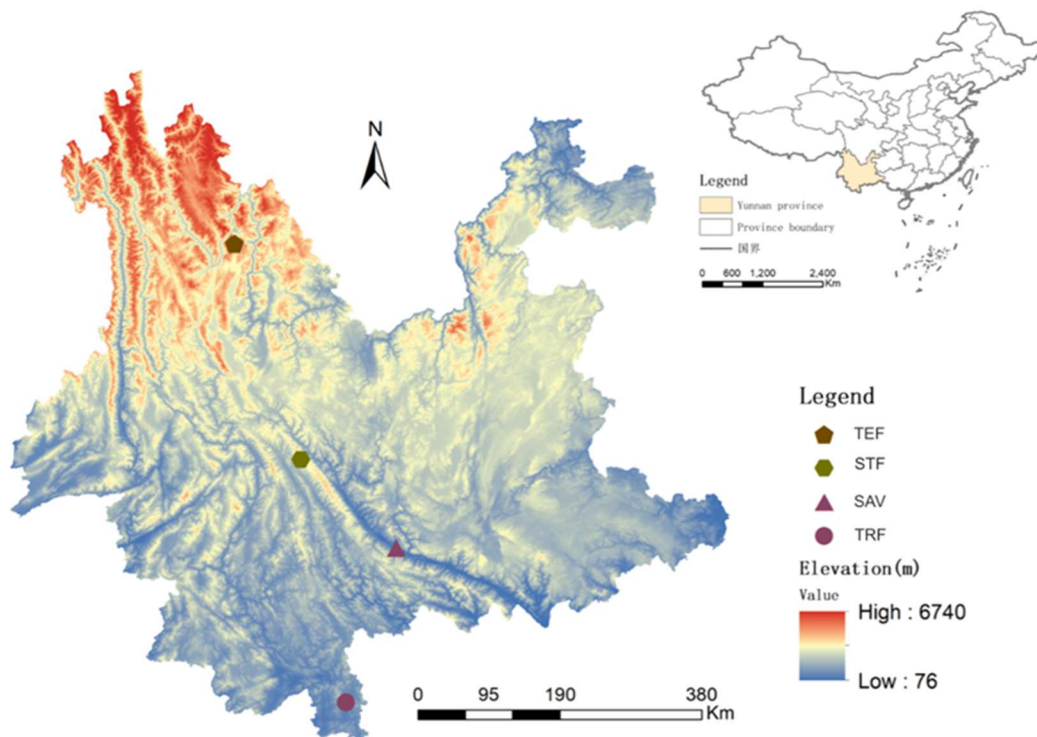 N
Legend
Yunnan province
Province boundary
国界
0 600 1,200 2,400
Km
Legend
TEF
STF
SAV
TRF
Elevation(m)
Value
High : 6740
Low : 76
0 95 190 380
Km